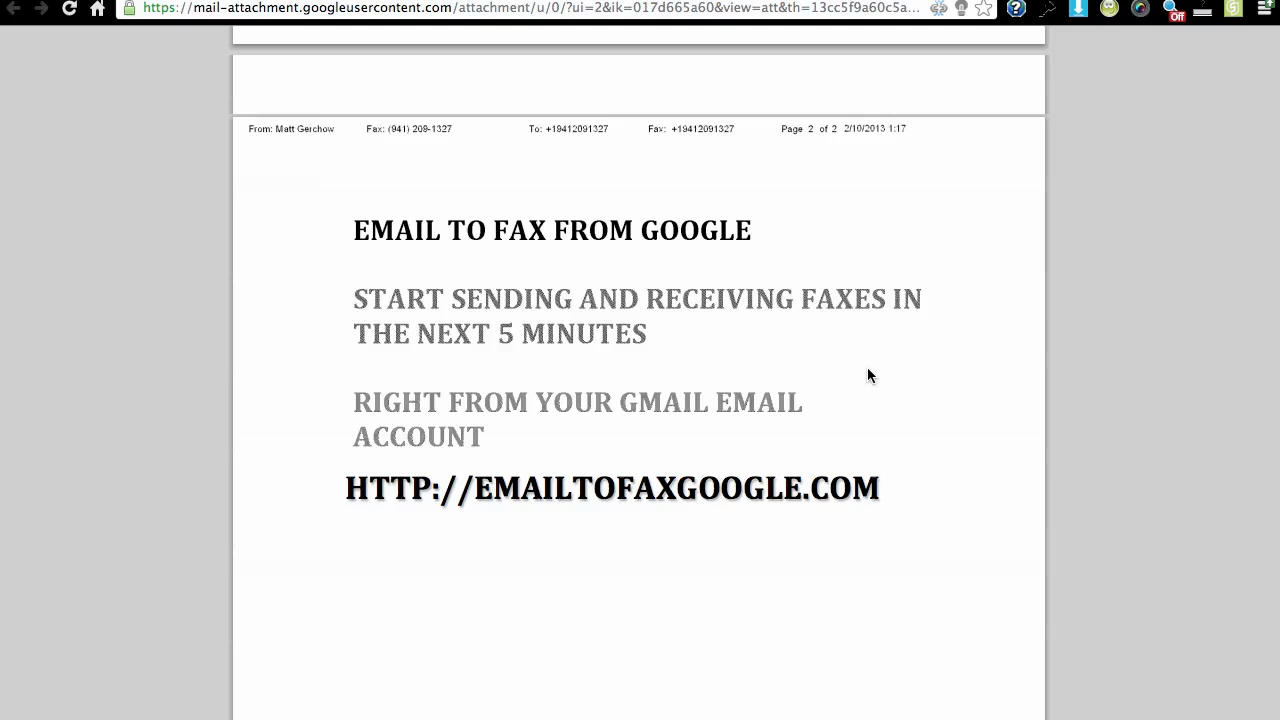 https://mail-attachment.googleusercontent.com/attachment/u/0/?ui=2&ik=017d665a60&view=att&th=13cc5f9a60c5a...
Off
From: Matt Gerchow Fax: (941) 209-1327 To: +19412091327 Fax: +19412091327 Page 2 of 2 2/10/2013 1:17
EMAIL TO FAX FROM GOOGLE
START SENDING AND RECEIVING FAXES IN
THE NEXT 5 MINUTES
RIGHT FROM YOUR GMAIL EMAIL
ACCOUNT
HTTP://EMAILTOFAXGOOGLE.COM